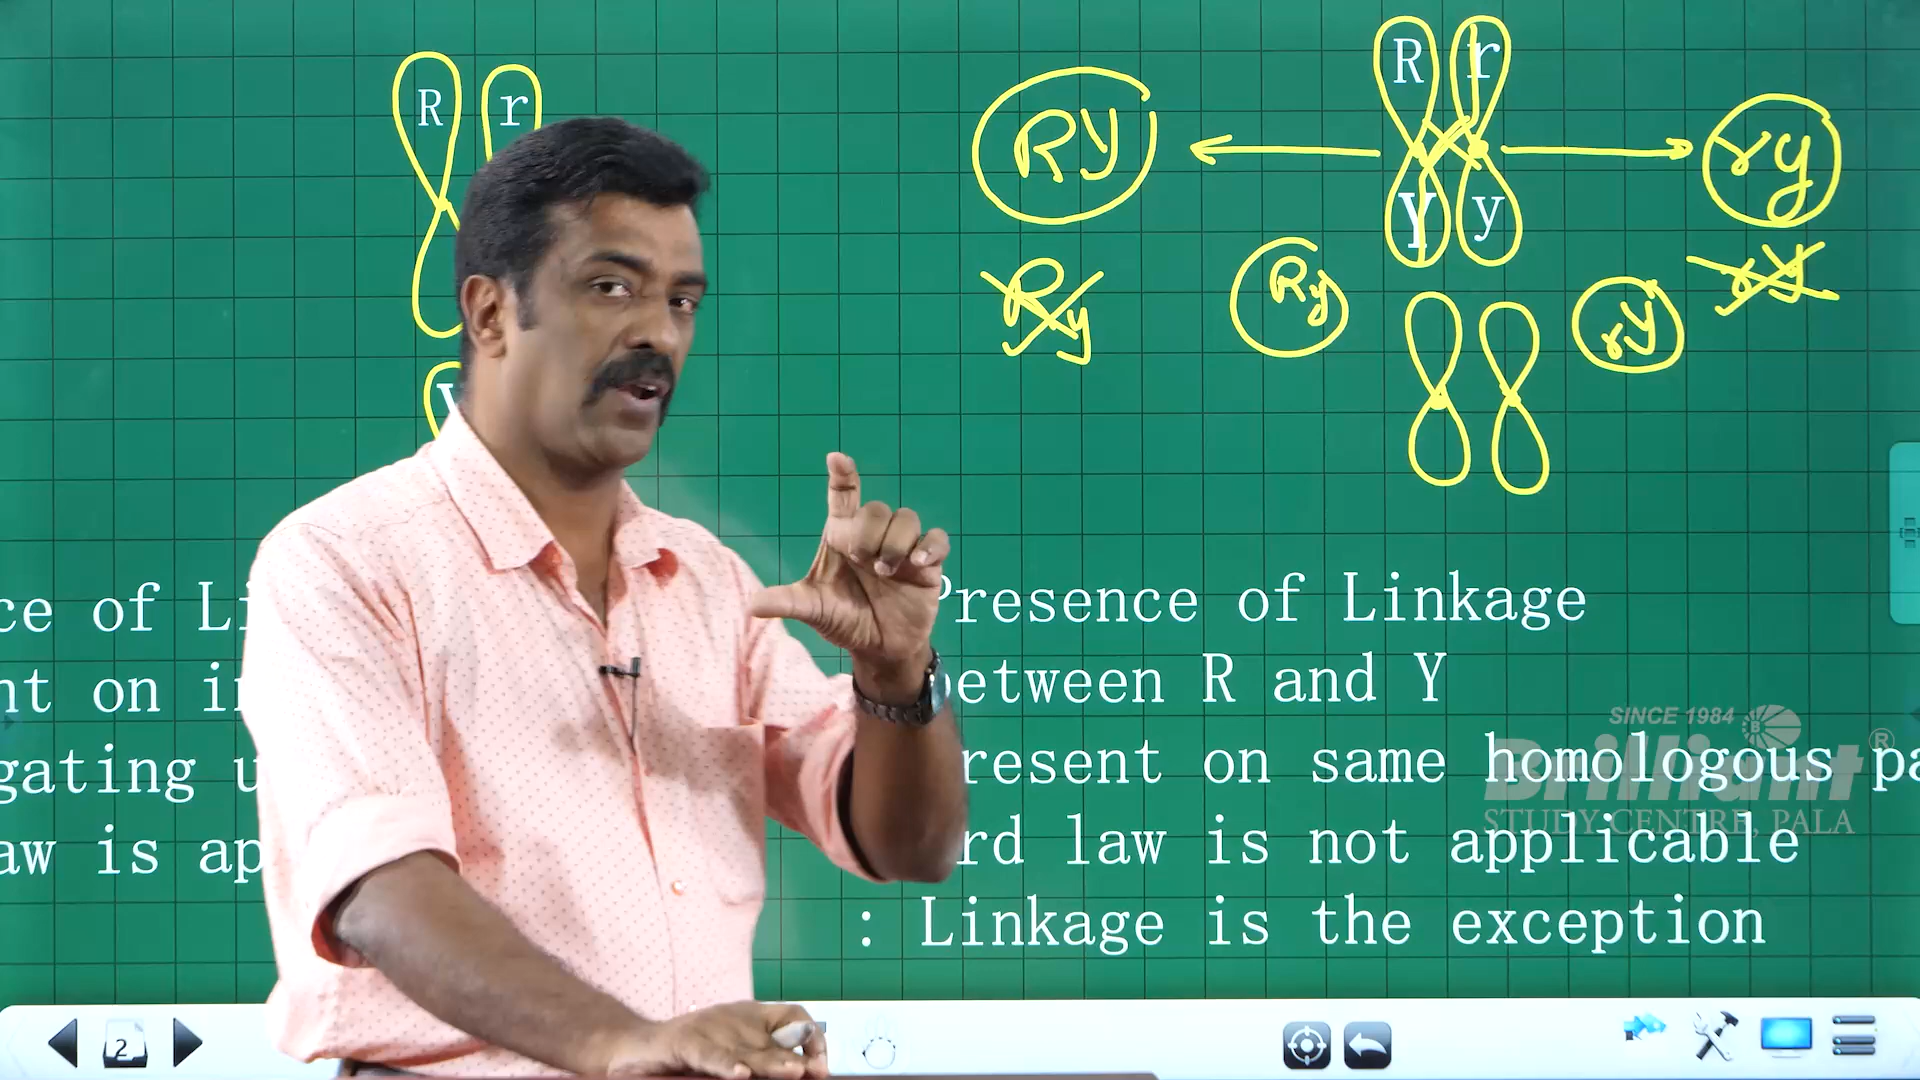 R r
R r
RY
ry
Y y
Ry
Ry
rY
rY
ce of Li
nt on i
gating u
aw is ap
Presence of Linkage
between R and Y
resent on same homologous pa
rd law is not applicable
: Linkage is the exception
SINCE 1984
Brilliant ®
STUDY CENTRE, PALA
2